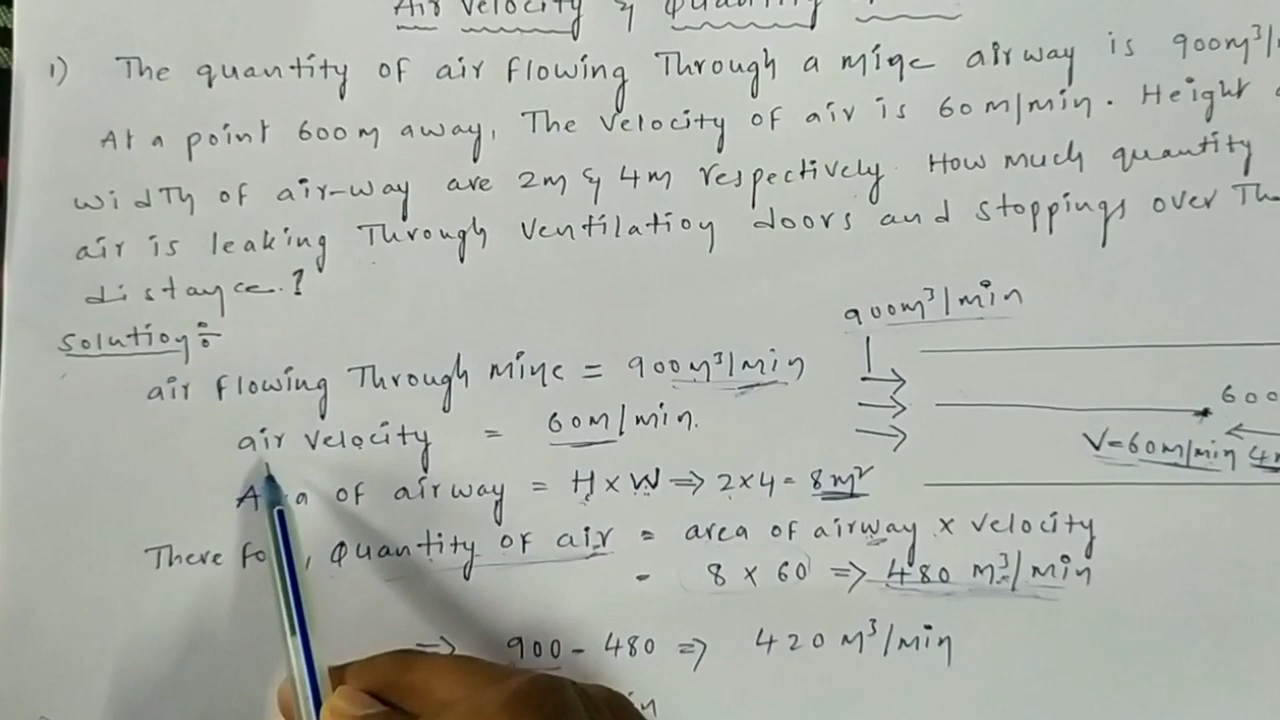 Air Velocity & Quantity
1) The quantity of air flowing Through a mine airway is 900m³/
At a point 600m away, The Velocity of air is 60m/min. Height
width of air-way are 2m & 4m respectively. How much quantity
air is leaking Through ventilation doors and stoppings over The
distance.?
Solution:
900m³/min
air flowing Through mine = 900m³/min
600
air velocity = 60m/min.
V=60m/min
Area of airway = H x W => 2x4 = 8m²
There fo, Quantity of air = area of airway x velocity
- 8 x 60 => 480 m³/min
=> 900 - 480 => 420 m³/min